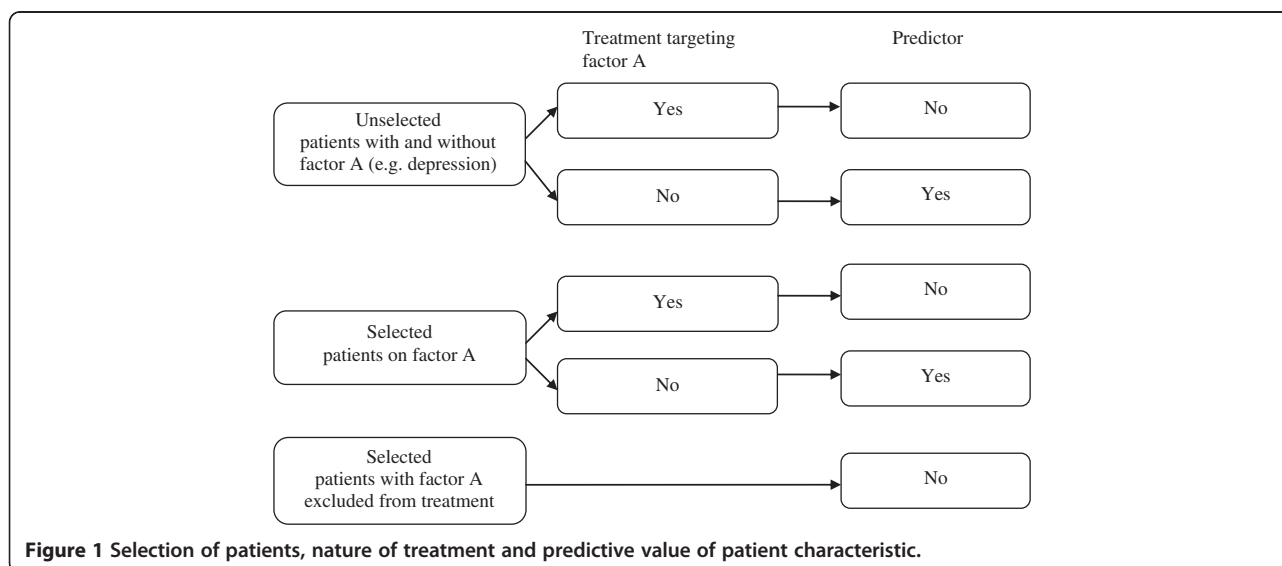 Treatment targeting
factor A
Predictor
Unselected
patients with and without
factor A (e.g. depression)
Yes
No
No
Yes
Selected
patients on factor A
Yes
No
No
Yes
Selected
patients with factor A
excluded from treatment
No
Figure 1 Selection of patients, nature of treatment and predictive value of patient characteristic.